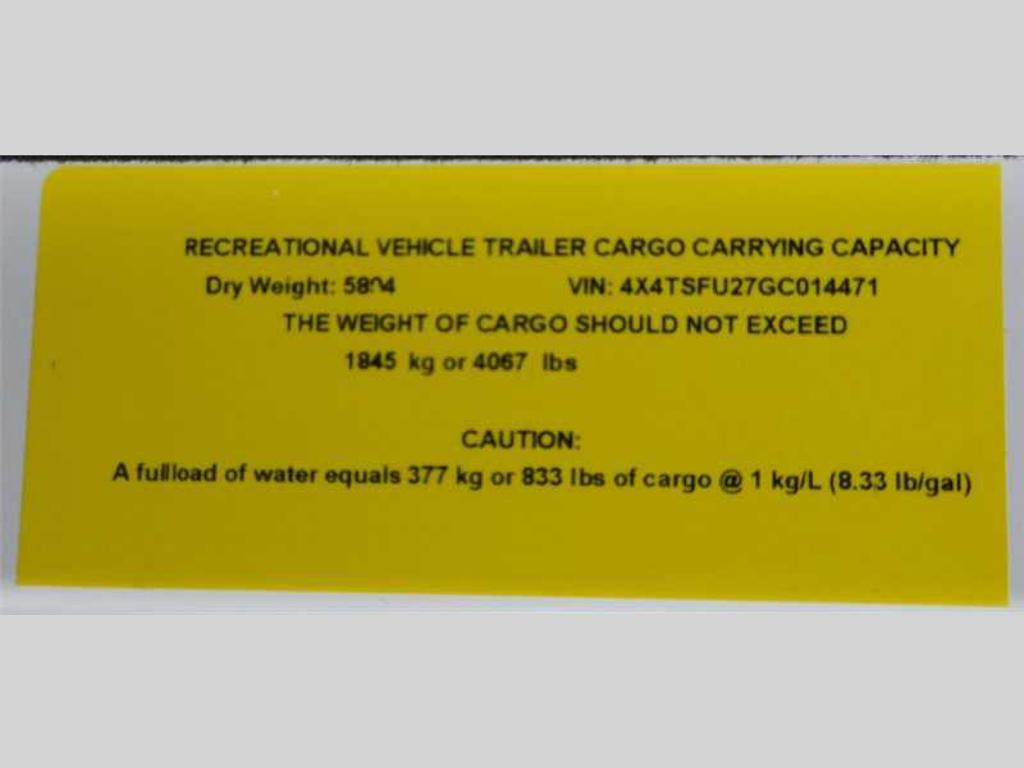 RECREATIONAL VEHICLE TRAILER CARGO CARRYING CAPACITY
Dry Weight: VIN: 4X4TSFU27GC014471
THE WEIGHT OF CARGO SHOULD NOT EXCEED
1845 kg or 4067 lbs
CAUTION:
A fullload of water equals 377 kg or 833 lbs of cargo @ 1 kg/L (8.33 lb/gal)